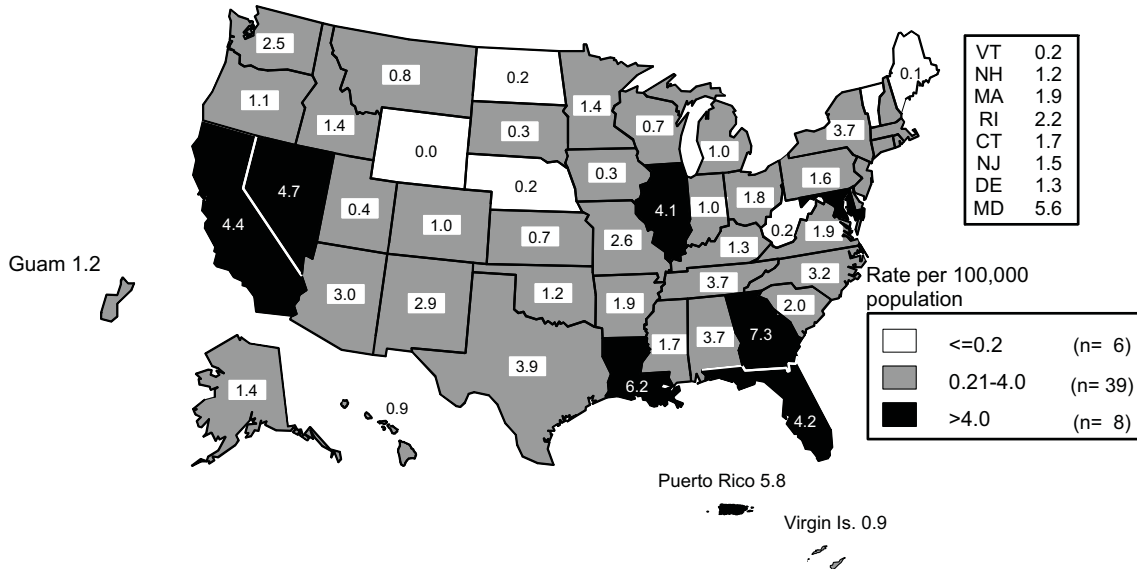 2.5
0.8
0.2
0.1
1.1
1.4
0.3
1.4
0.7
1.0
3.7
0.0
0.2
0.3
1.6
4.4
4.7
0.4
1.0
0.7
2.6
4.1
1.0
1.8
0.2
1.9
1.3
3.0
2.9
1.2
1.9
3.7
3.2
2.0
3.9
6.2
1.7
3.7
7.3
4.2
1.4
0.9
Guam 1.2
Puerto Rico 5.8
Virgin Is. 0.9
VT 0.2
NH 1.2
MA 1.9
RI 2.2
CT 1.7
NJ 1.5
DE 1.3
MD 5.6
Rate per 100,000
population
<=0.2 (n= 6)
0.21-4.0 (n= 39)
>4.0 (n= 8)